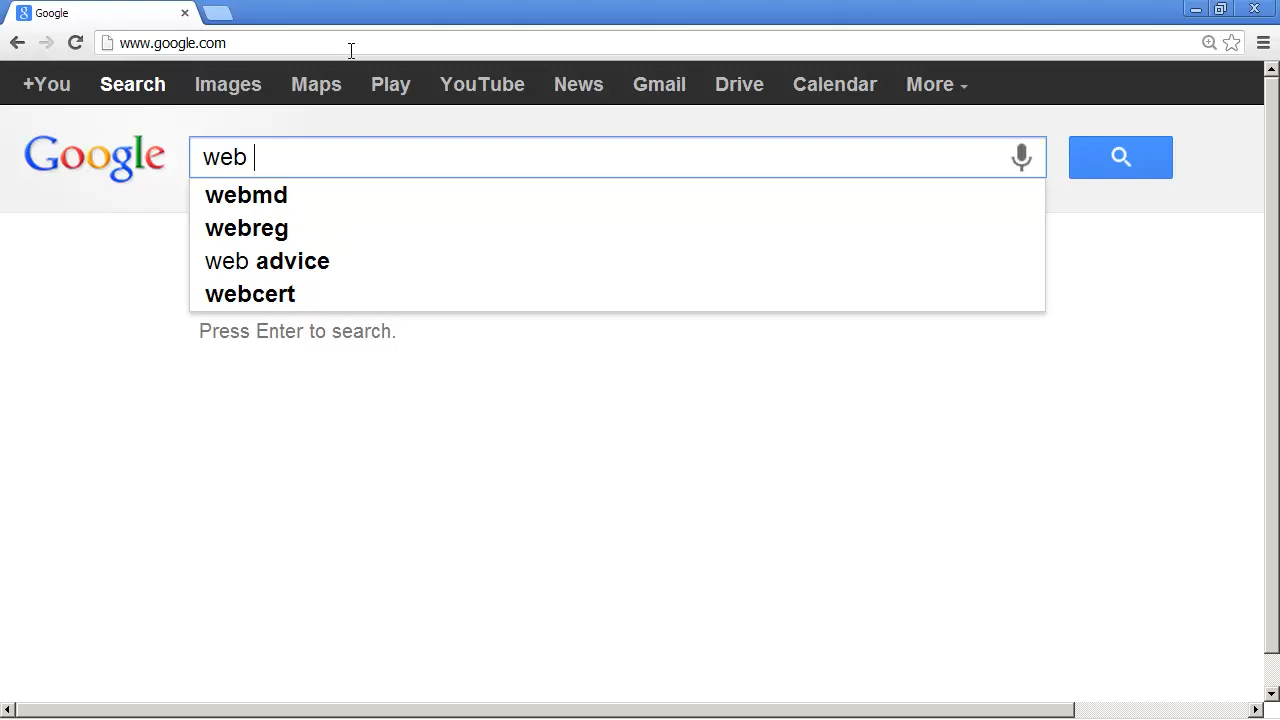 Google
www.google.com
+You Search Images Maps Play YouTube News Gmail Drive Calendar More
Google web
webmd
webreg
web advice
webcert
Press Enter to search.